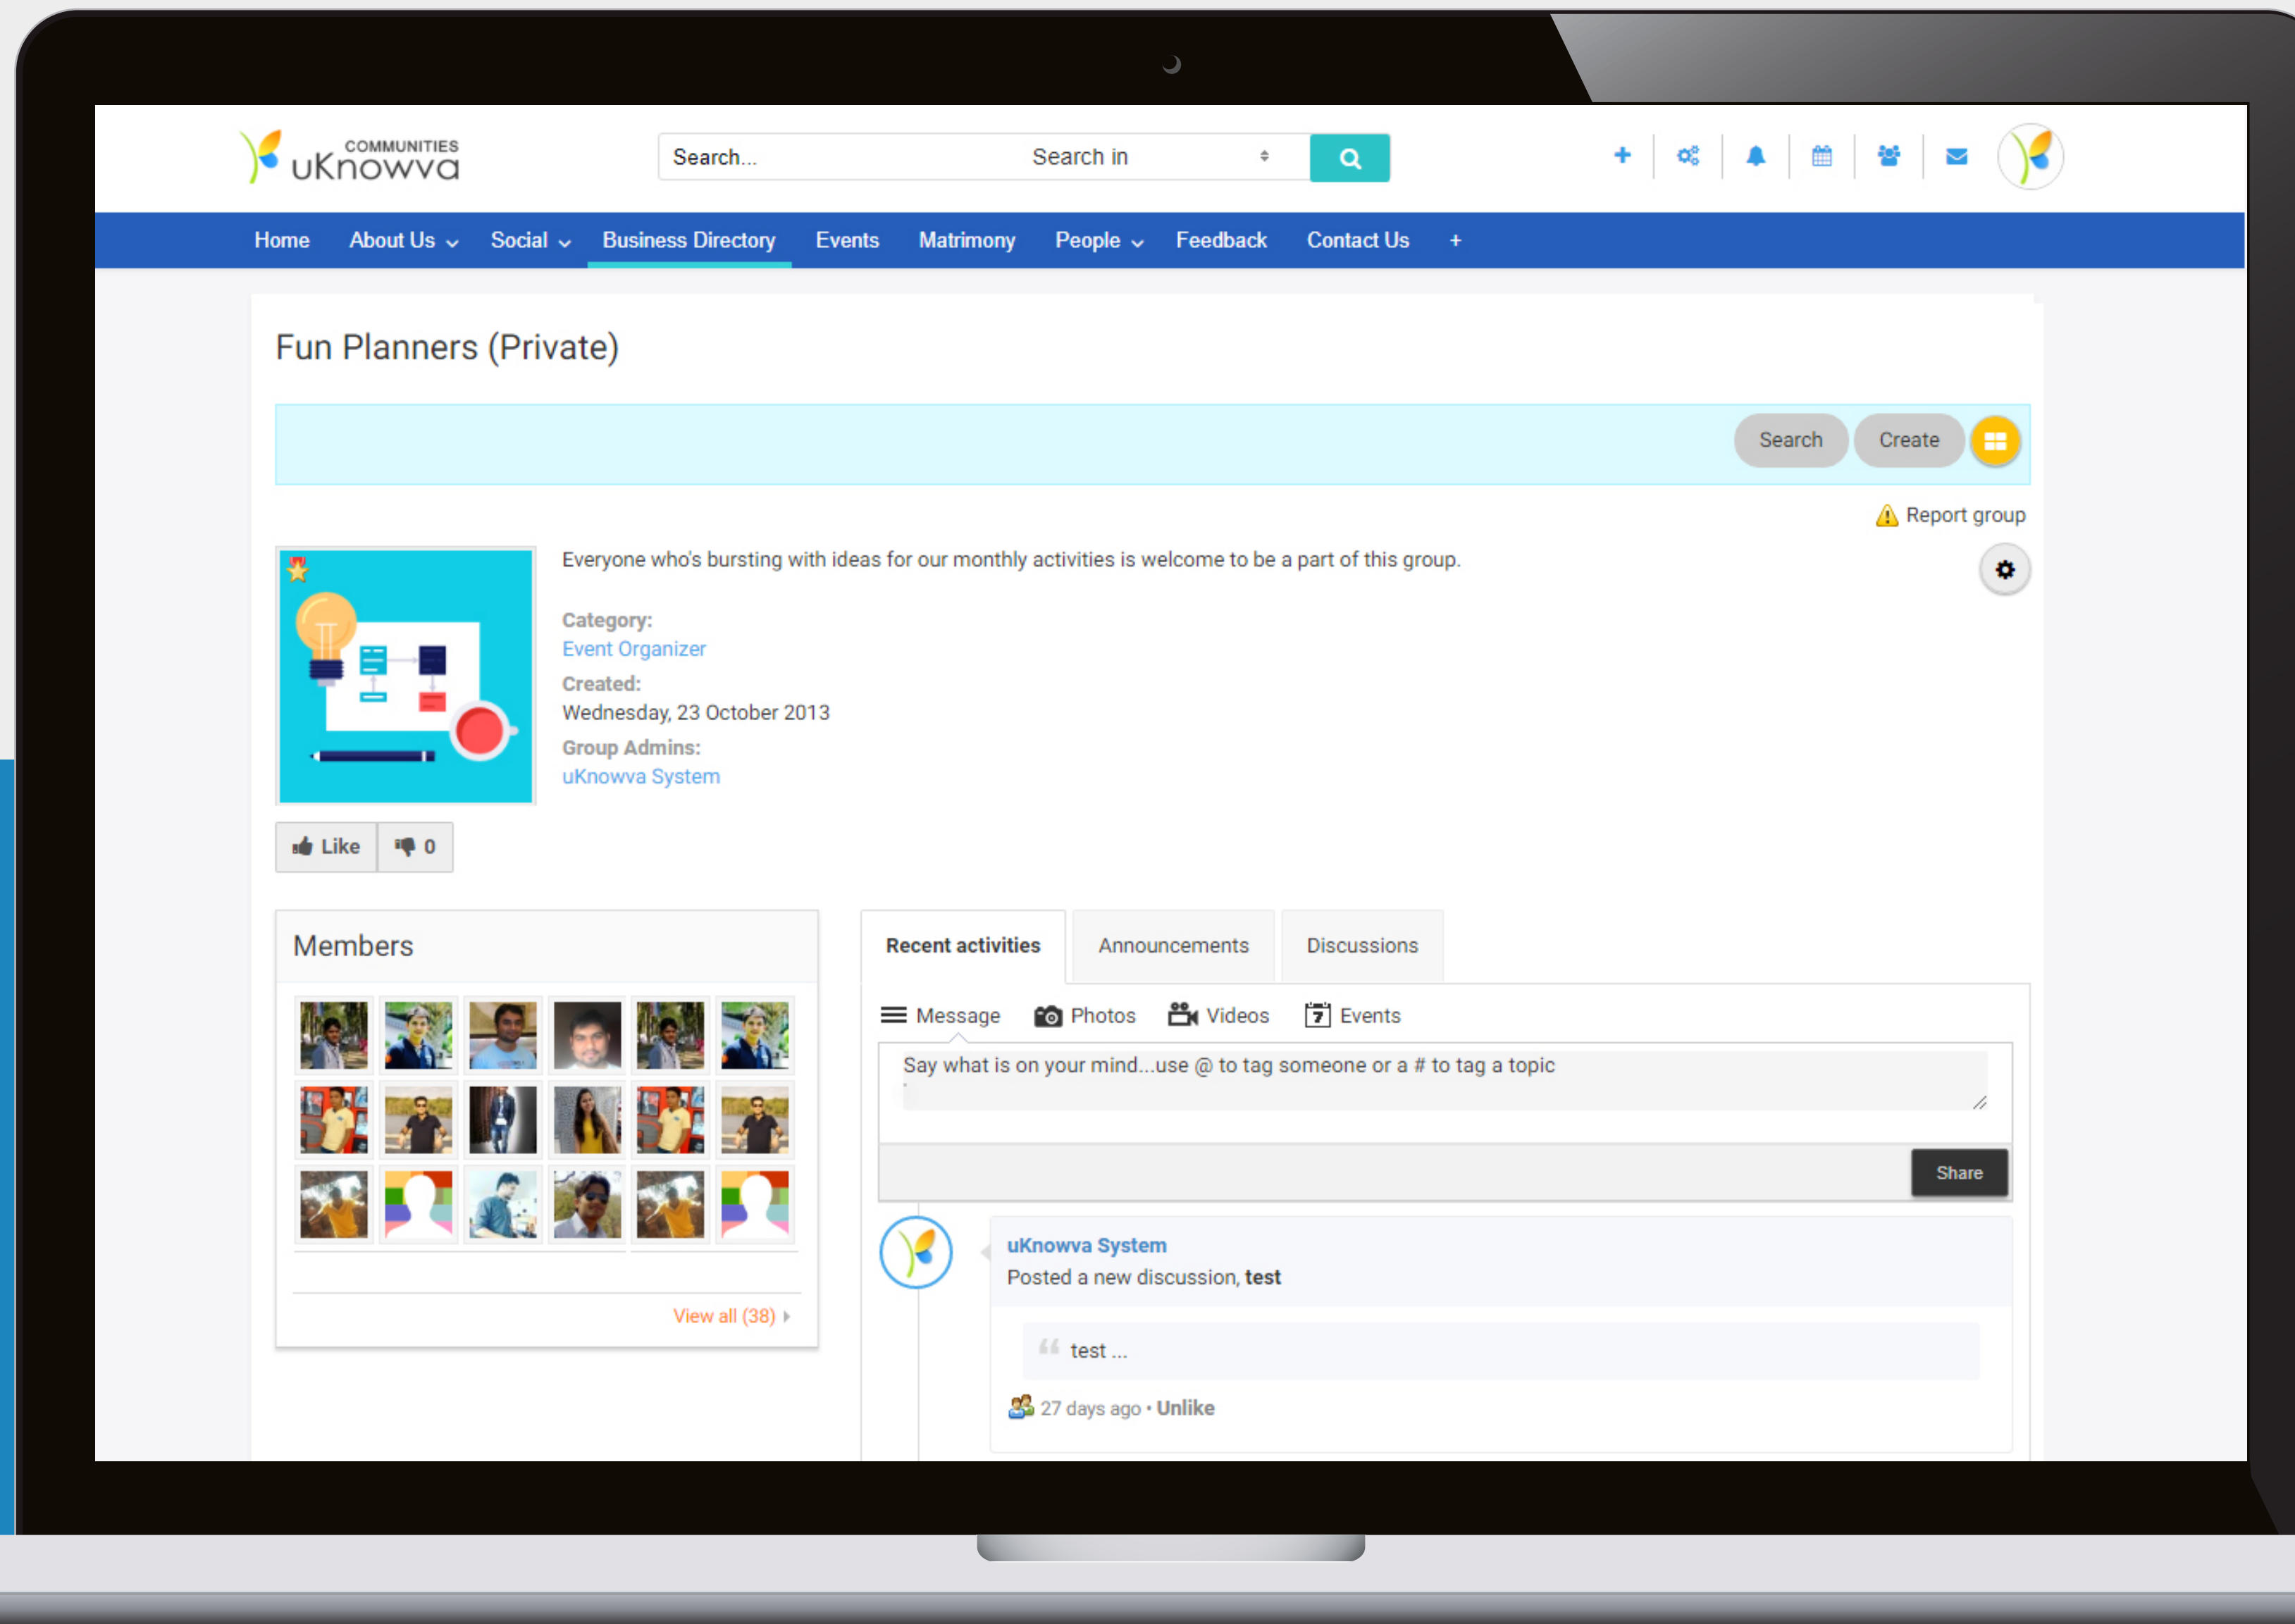 COMMUNITIES
uKnowva
Search... Search in
Home About Us Social Business Directory Events Matrimony People Feedback Contact Us +
Fun Planners (Private)
Search Create
Report group
Everyone who's bursting with ideas for our monthly activities is welcome to be a part of this group.
Category:
Event Organizer
Created:
Wednesday, 23 October 2013
Group Admins:
uKnowva System
Like 0
Members
View all (38)
Recent activities Announcements Discussions
Message Photos Videos 7 Events
Say what is on your mind...use @ to tag someone or a # to tag a topic
Share
uKnowva System
Posted a new discussion, test
“ test ...
27 days ago • Unlike